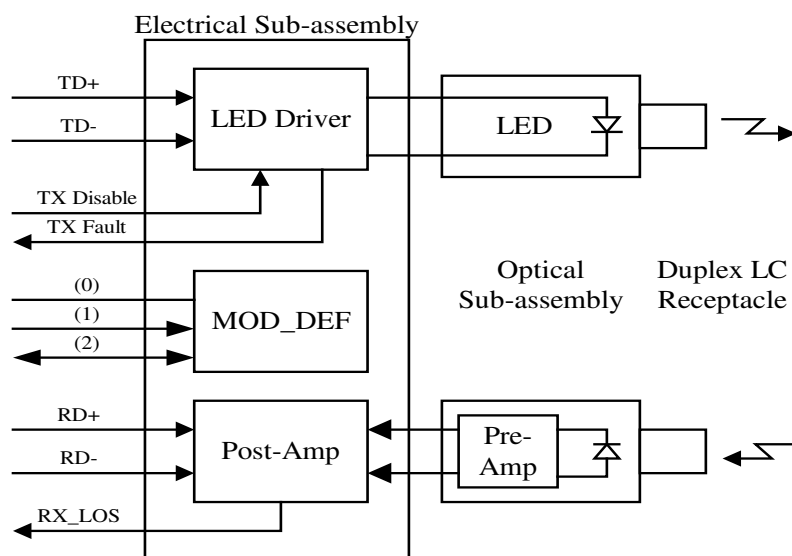 Electrical Sub-assembly
TD+
TD-
LED Driver
LED
TX Disable
TX Fault
Optical
Sub-assembly
Duplex LC
Receptacle
(0)
(1)
(2)
MOD_DEF
RD+
RD-
Post-Amp
Pre-
Amp
RX_LOS